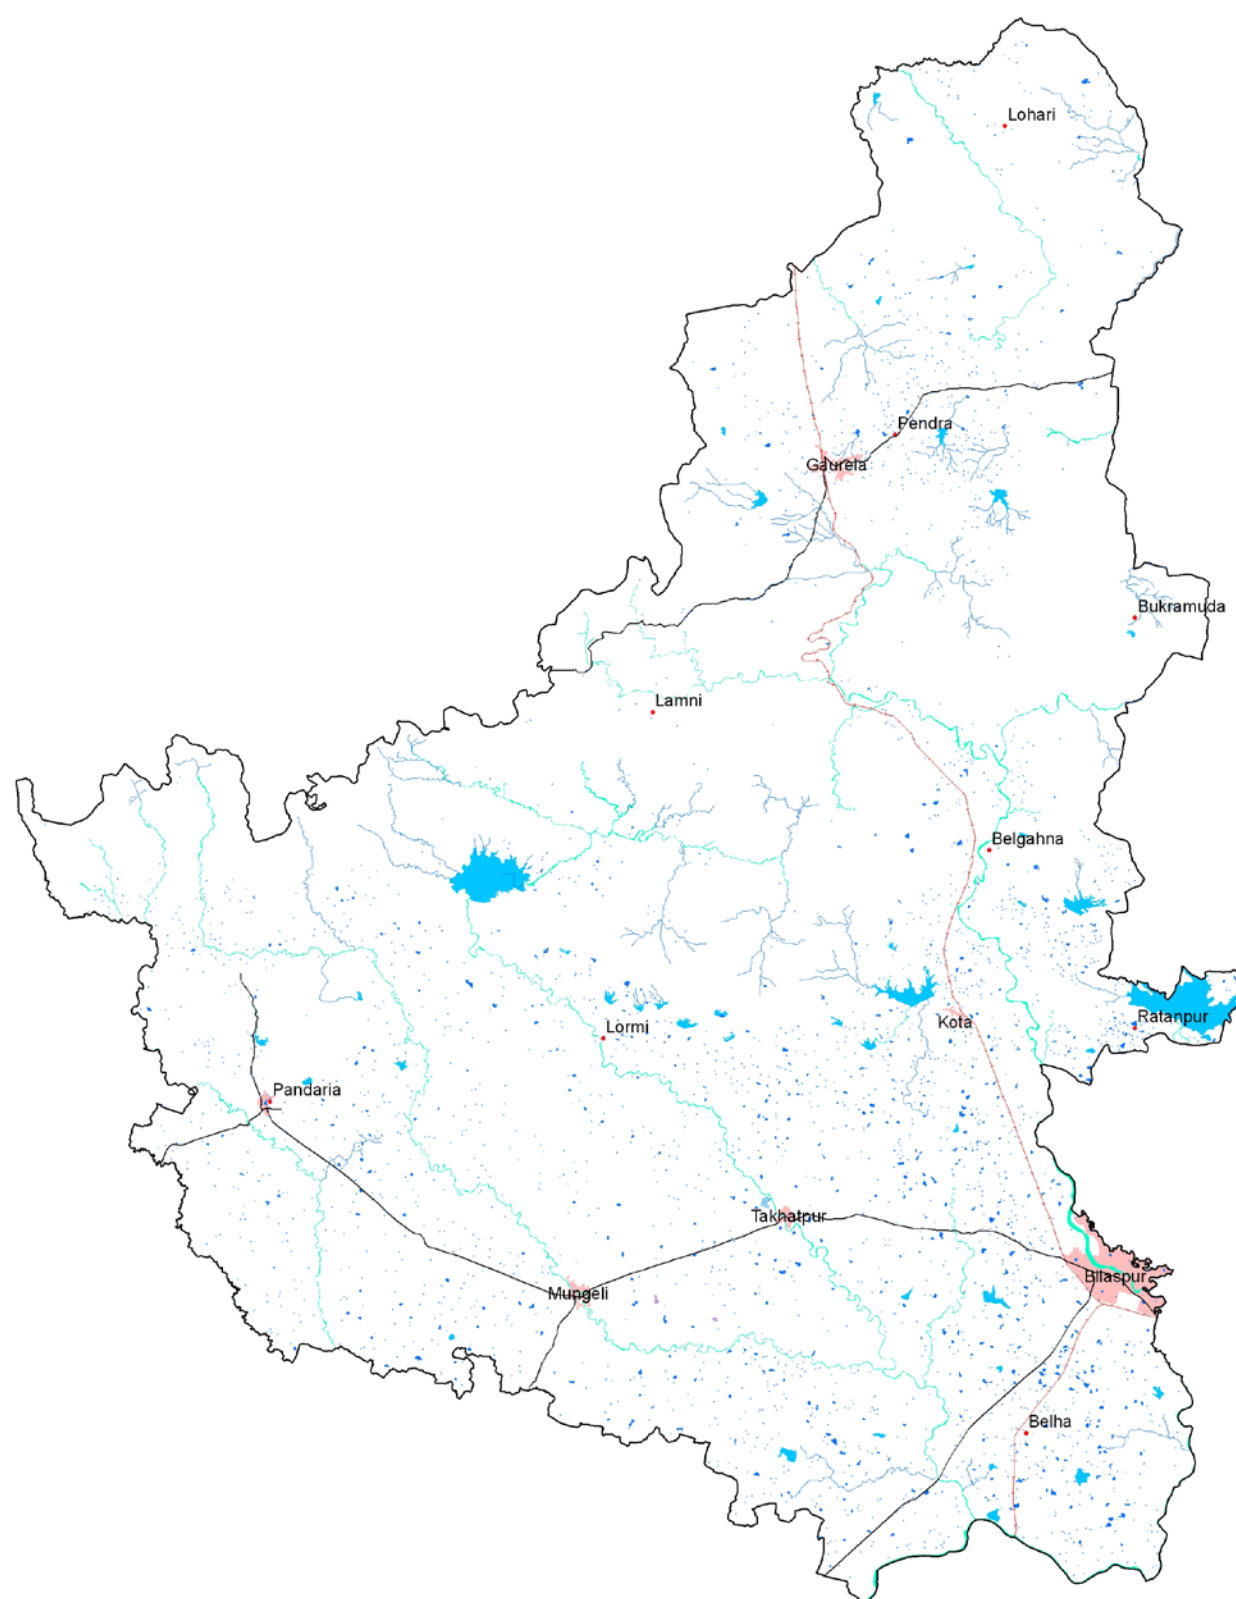 Lohari
Pendra
Gaurela
Bukramuda
Lamni
Belgahna
Ratanpur
Kota
Lormi
Pandaria
Takhatpur
Bilaspur
Mungeli
Belha